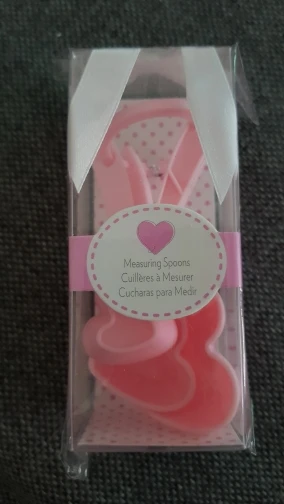 Measuring Spoons
Cuillères à Mesurer
Cucharas para Medir